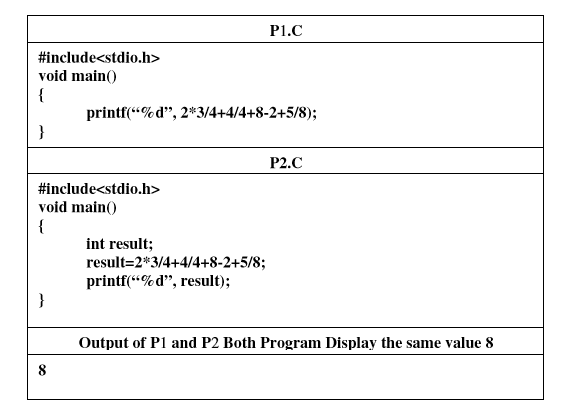 P1.C
#include<stdio.h>
void main()
{
printf(“%d”, 2*3/4+4/4+8-2+5/8);
}
P2.C
#include<stdio.h>
void main()
{
int result;
result=2*3/4+4/4+8-2+5/8;
printf(“%d”, result);
}
Output of P1 and P2 Both Program Display the same value 8
8